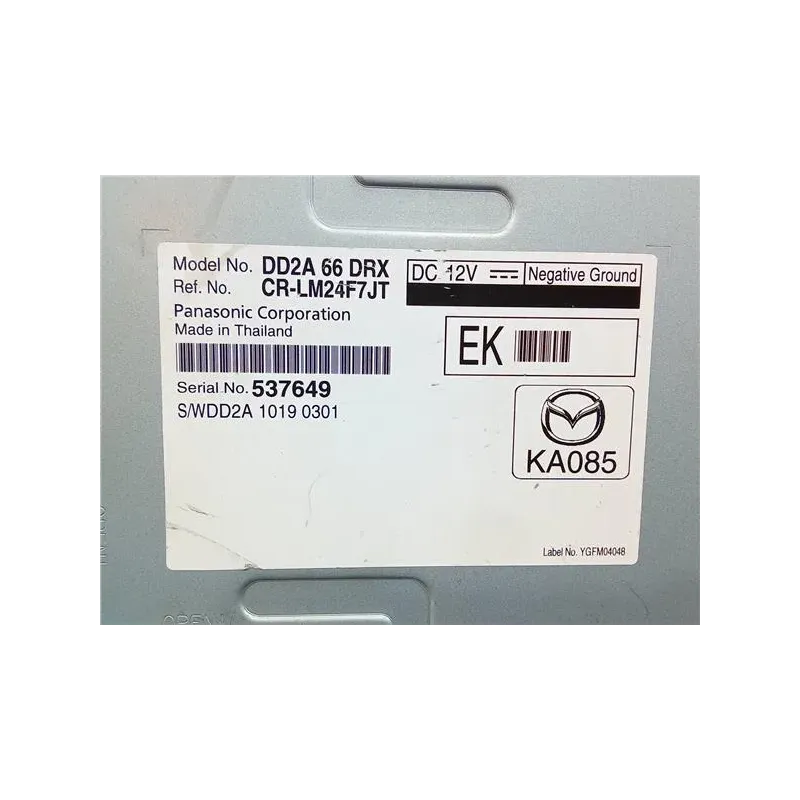 Model No. DD2A 66 DRX
Ref. No. CR-LM24F7JT
Panasonic Corporation
Made in Thailand
Serial No. 537649
S/WDD2A 1019 0301
DC 12V Negative Ground
EK
KA085
Label No. YGFM04048